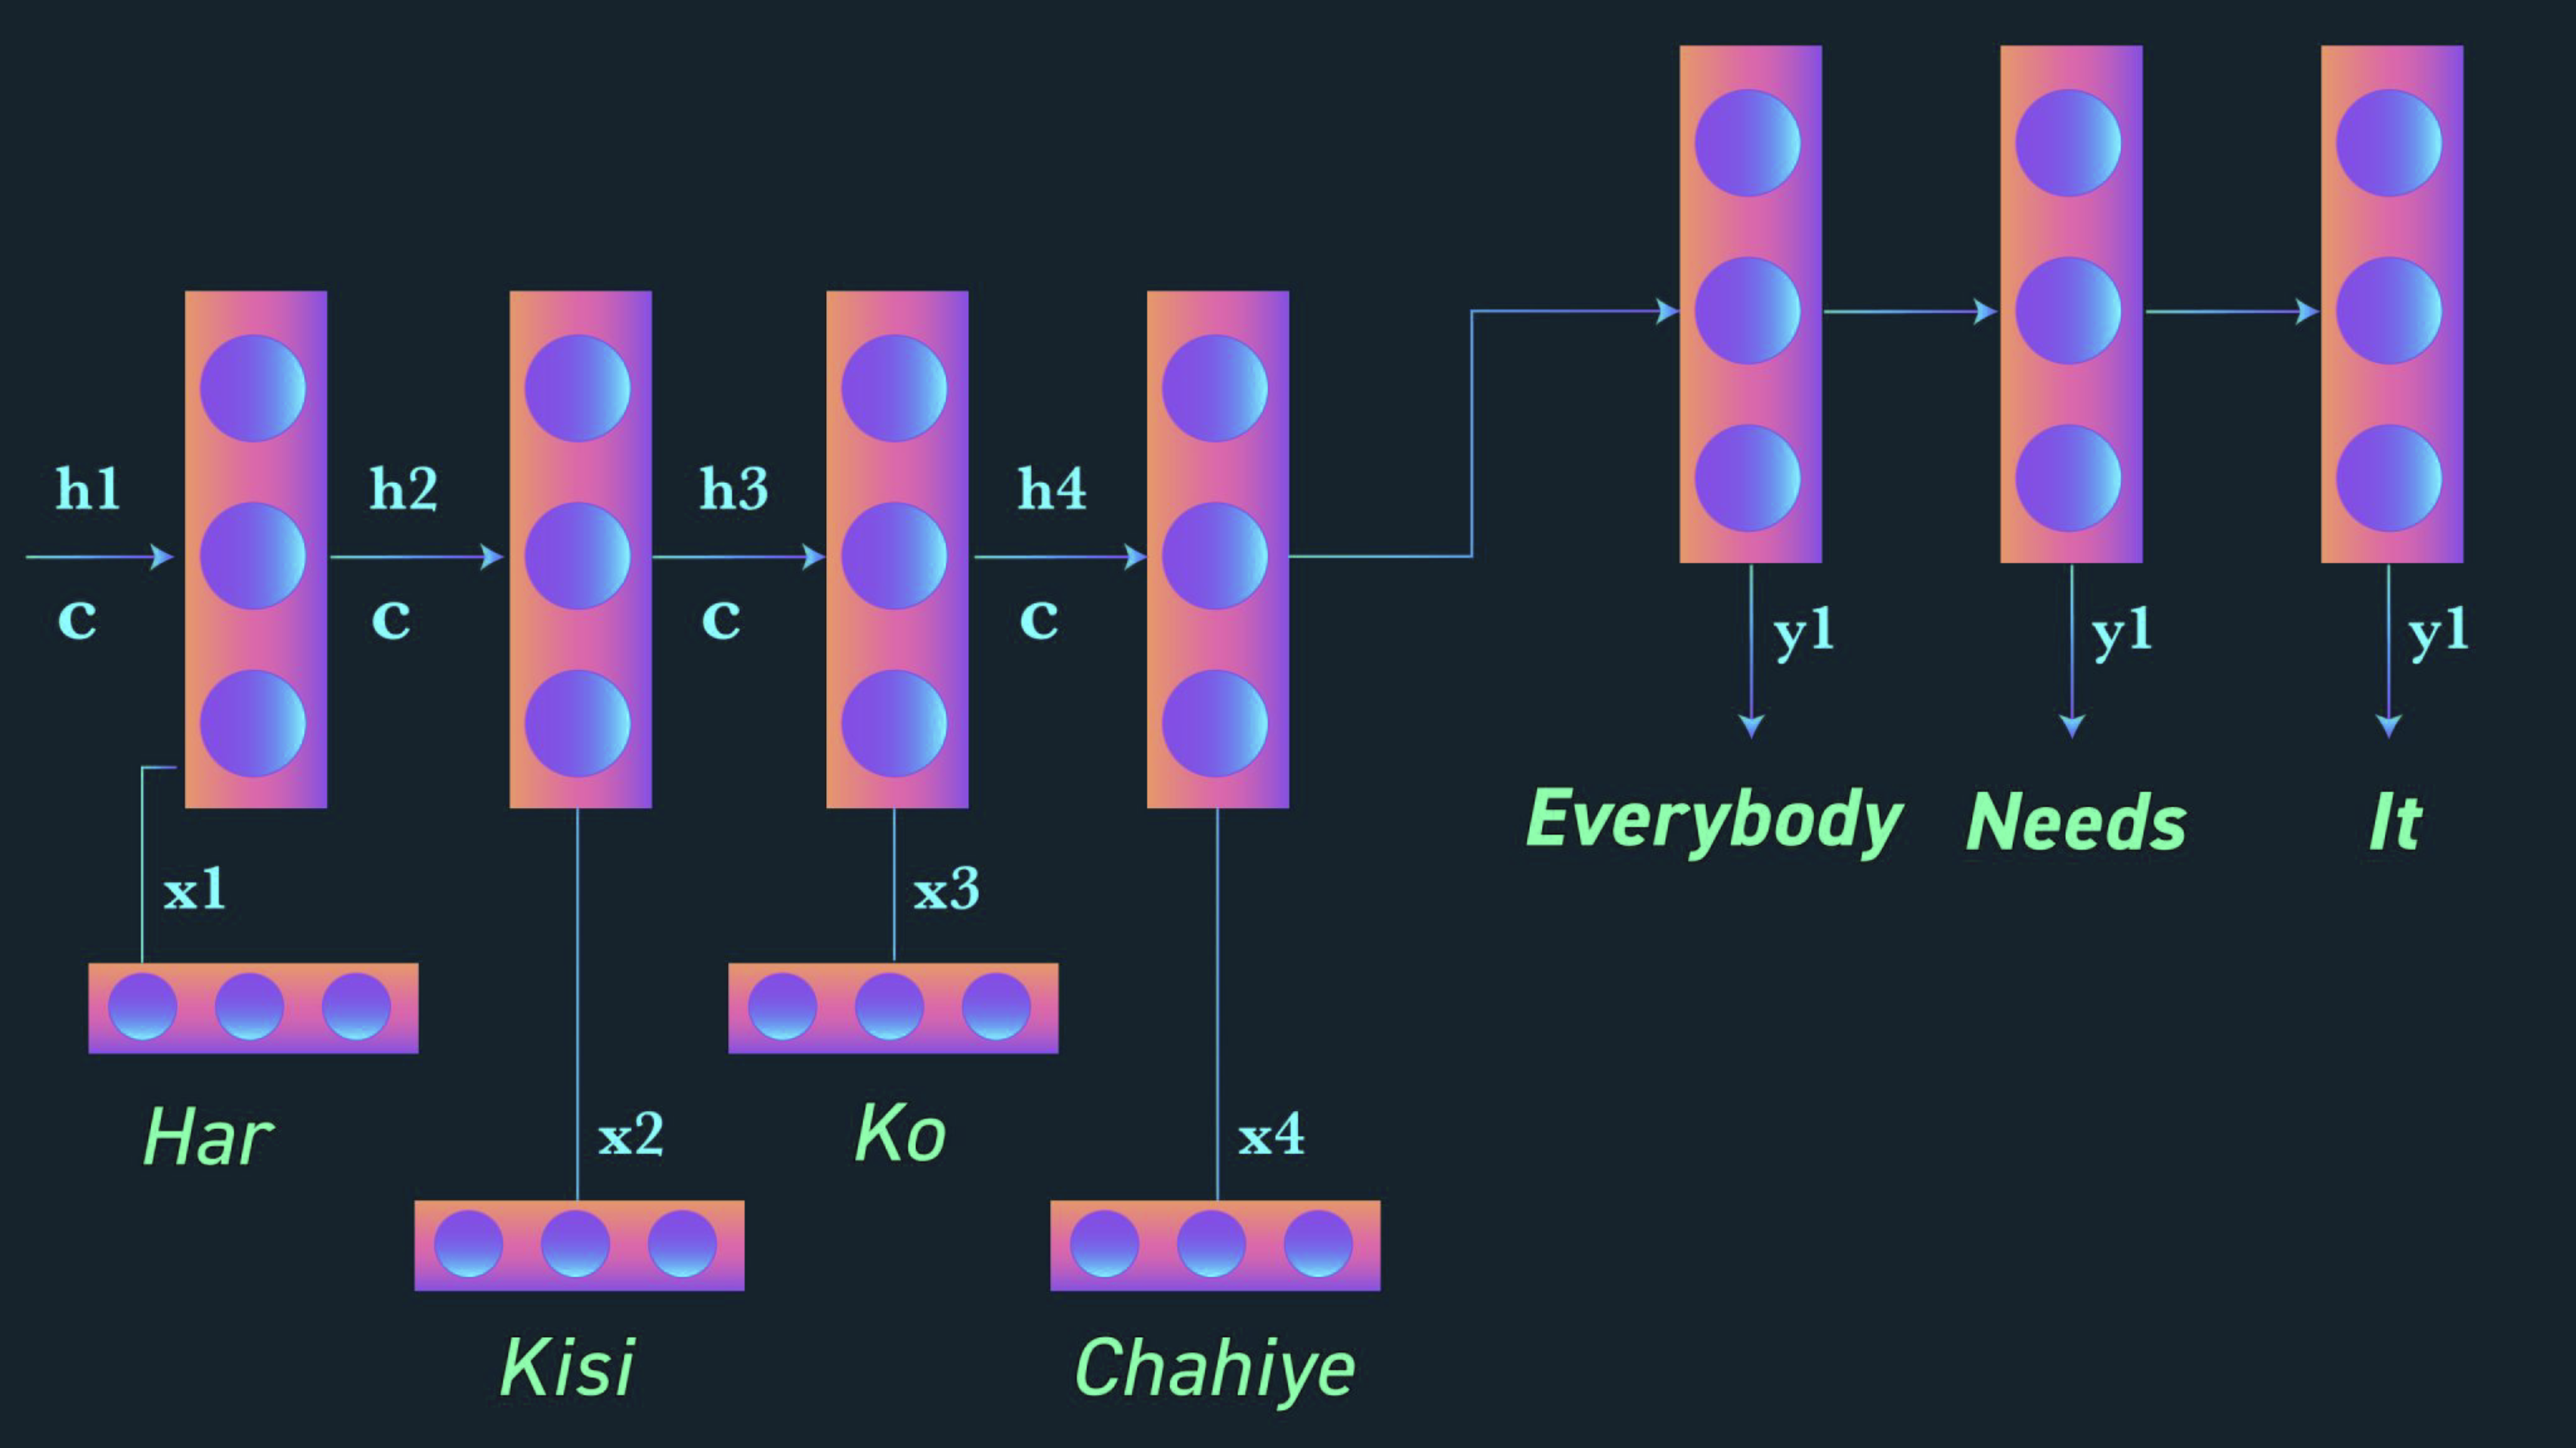 h1
h2
h3
h4
c
c
c
c
y1
y1
y1
Everybody Needs It
x1
x3
Har
Ko
x2
x4
Kisi
Chahiye